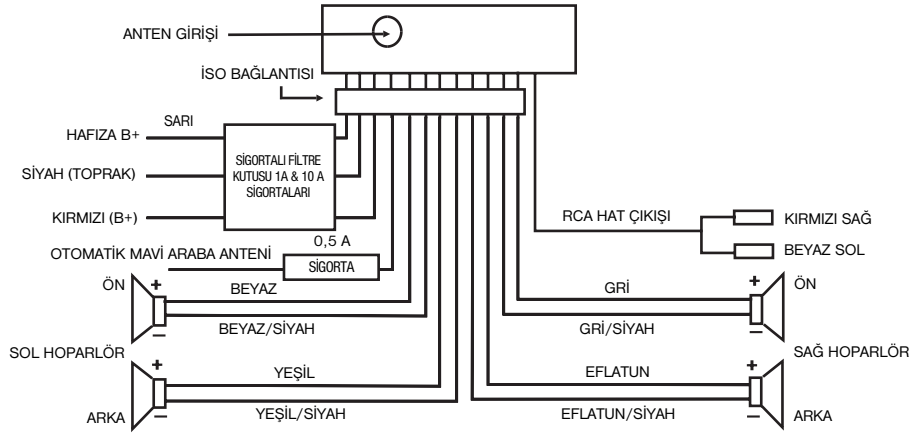 ANTEN GİRİŞİ
İSO BAĞLANTISI
SARI
HAFIZA B+
SİYAH (TOPRAK)
KIRMIZI (B+)
SİGORTALI FİLTRE
KUTUSU 1A & 10 A
SİGORTALARI
RCA HAT ÇIKIŞI
KIRMIZI SAĞ
BEYAZ SOL
0,5 A
OTOMATİK MAVİ ARABA ANTENİ
SİGORTA
ÖN
+
BEYAZ
BEYAZ/SİYAH
–
GRİ
GRİ/SİYAH
+
ÖN
–
SOL HOPARLÖR
SAĞ HOPARLÖR
+
YEŞİL
YEŞİL/SİYAH
–
ARKA
EFLATUN
EFLATUN/SİYAH
+
–
ARKA